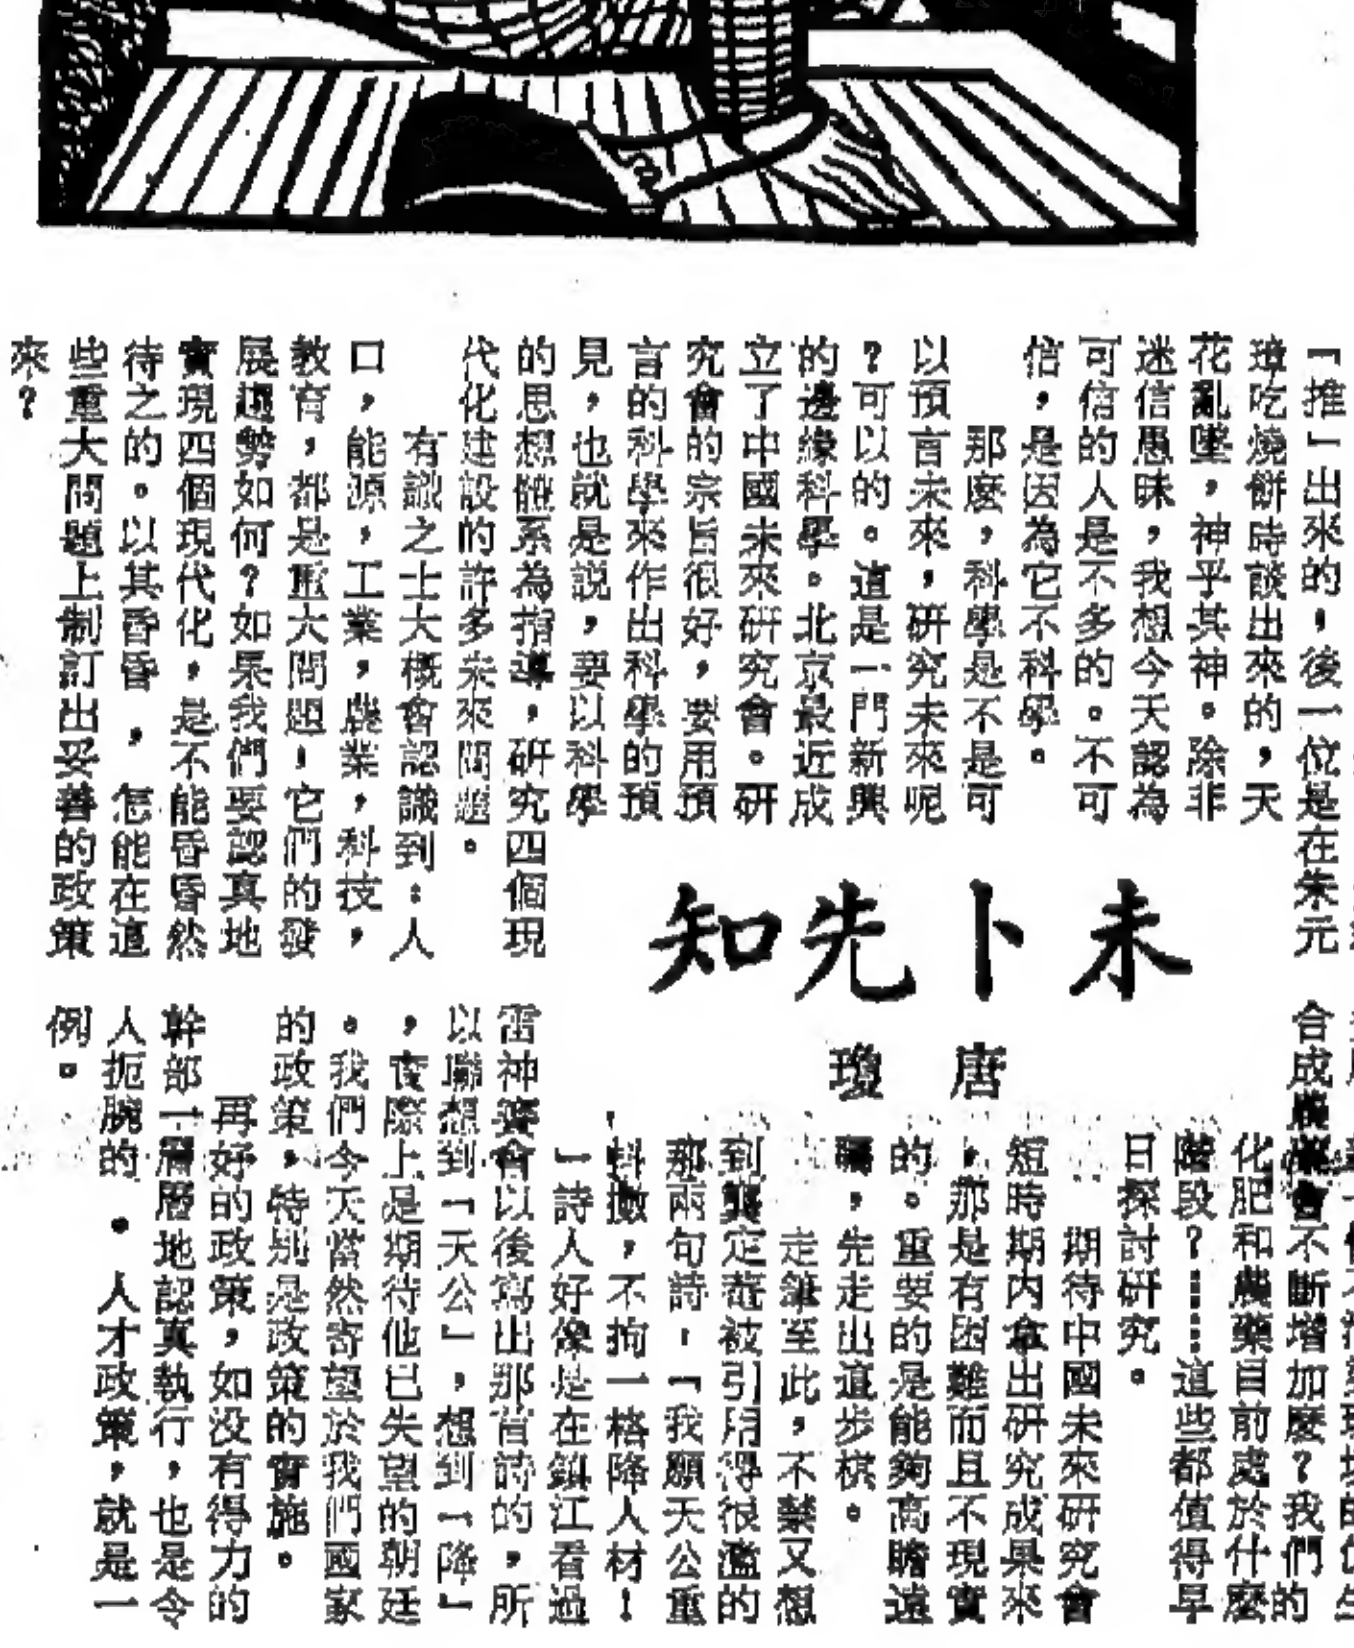 「推」出來的，後一位是在朱元
璋吃燒餅時談出來的，天
花亂墜，神乎其神。除非
迷信愚昧，我想今天認為
可信的人是不多的。不可
信，是因為它不科學。
那麼，科學是不是可
以預言未來，研究未來呢
？可以的。這是一門新興
的邊緣科學。北京最近成
立了中國未來研究會。研
究會的宗旨很好，要用預
言的科學來作出科學的預
見，也就是説，要以科學
的思想體系為指導，研究四個現
代化建設的許多未來問題。
有識之士大概會認識到：人
口，能源，工業，農業，科技，
教育，都是重大問題！它們的發
展趨勢如何？如果我們要認真地
實現四個現代化，是不能昏昏然
待之的。以其昏昏，怎能在這
些重大問題上制訂出妥善的政策
來？
未卜先知
唐瓊
合成農藥會不斷增加麼？我們的
化肥和農藥目前處於什麼
階段？……這些都值得早
日探討研究。
期待中國未來研究會
短時期内拿出研究成果來
，那是有困難而且不現實
的。重要的是能夠高瞻遠
矚，先走出這步棋。
走筆至此，不禁又想
到龔定菴被引用得很濫的
那兩句詩，「我願天公重
抖擻，不拘一格降人材！
」詩人好像是在鎮江看過
雷神賽會以後寫出那首詩的，所
以聯想到「天公」，想到「降」
，實際上是期待他已失望的朝廷
。我們今天當然寄望於我們國家
的政策，特別是政策的實施。
再好的政策，如没有得力的
幹部一層層地認真執行，也是令
人扼腕的。人才政策，就是一
例。